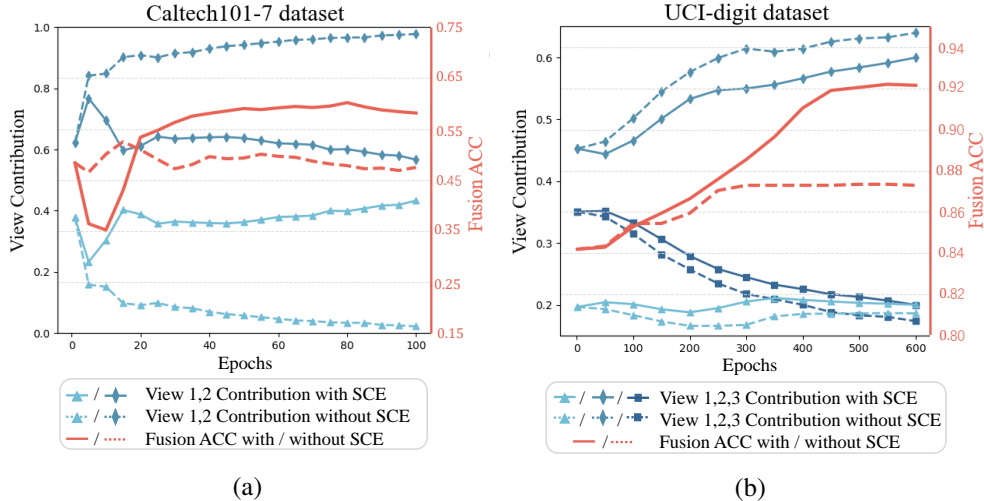 Caltech101-7 dataset
1.0
0.8
0.6
0.4
0.2
0.0
View Contribution
0.75
0.65
0.55
0.45
0.35
0.25
0.15
Fusion ACC
0 20 40 60 80 100
Epochs
/ View 1,2 Contribution with SCE
/ View 1,2 Contribution without SCE
/ Fusion ACC with / without SCE
(a)
UCI-digit dataset
0.6
0.5
0.4
0.3
0.2
View Contribution
0.94
0.92
0.90
0.88
0.86
0.84
0.82
0.80
Fusion ACC
0 100 200 300 400 500 600
Epochs
/ / View 1,2,3 Contribution with SCE
/ / View 1,2,3 Contribution without SCE
/ Fusion ACC with / without SCE
(b)